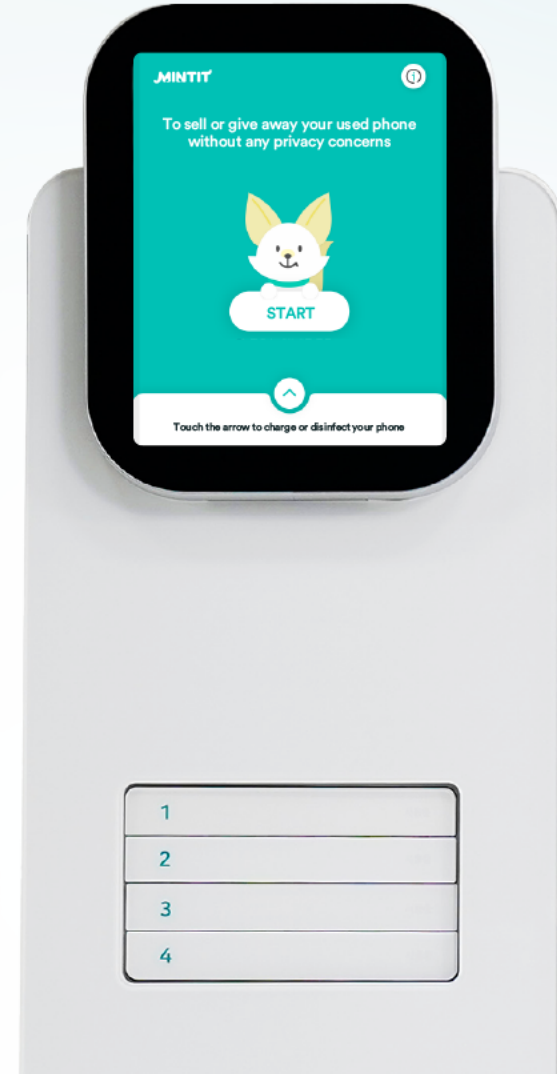 MINTIT
To sell or give away your used phone
without any privacy concerns
START
Touch the arrow to charge or disinfect your phone
1
2
3
4